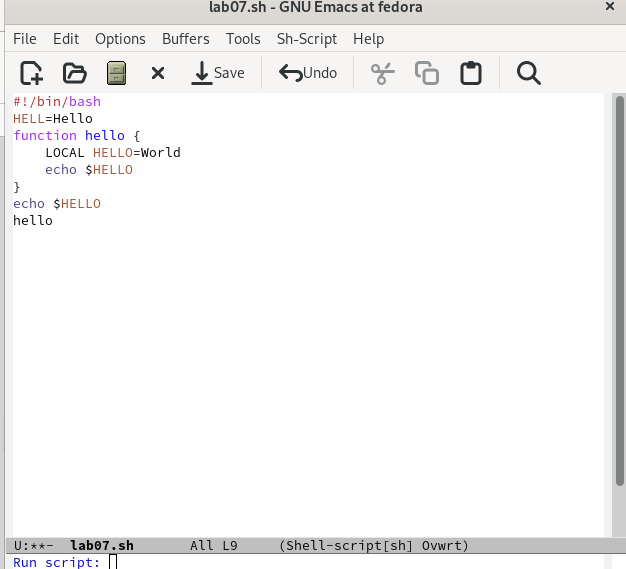 lab07.sh - GNU Emacs at fedora
File Edit Options Buffers Tools Sh-Script Help
Save Undo
#!/bin/bash
HELL=Hello
function hello {
    LOCAL HELLO=World
    echo $HELLO
}
echo $HELLO
hello
U:**-  lab07.sh       All L9     (Shell-script[sh] Ovwrt)
Run script: